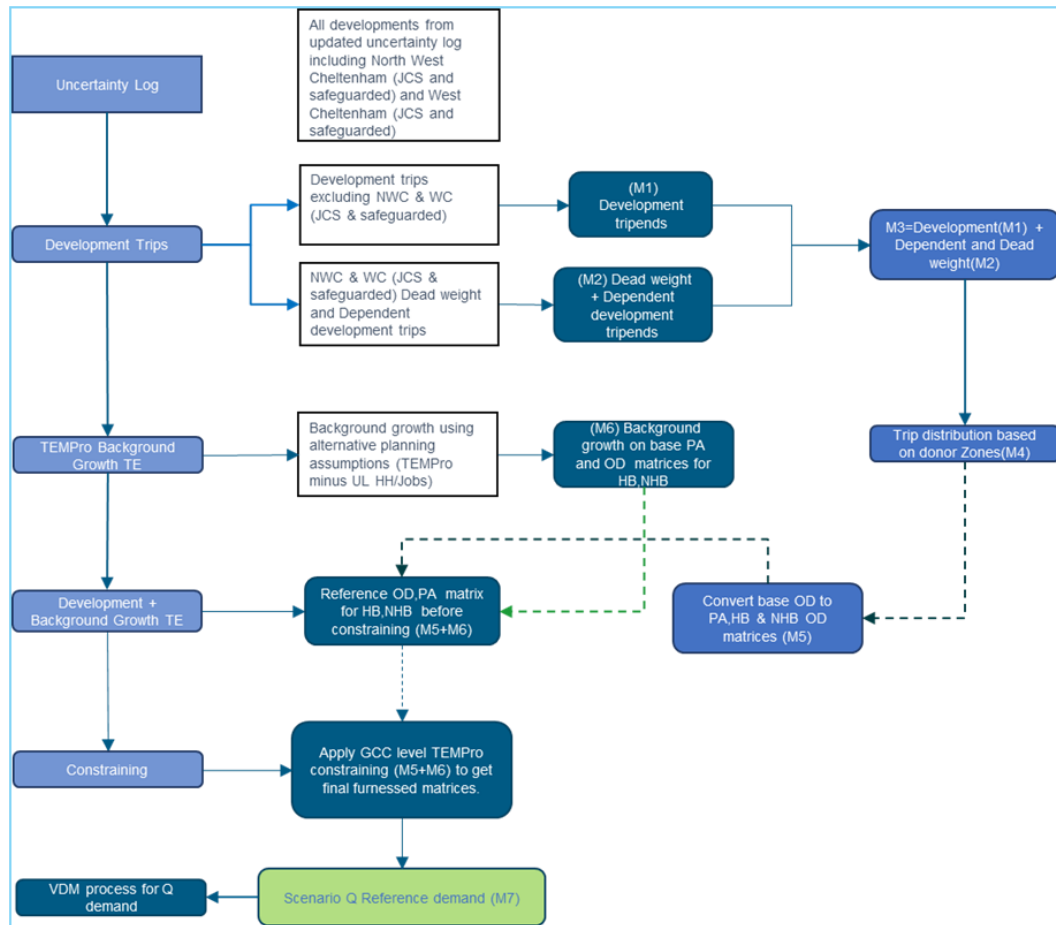 All developments from
updated uncertainty log
including North West
Cheltenham (JCS and
safeguarded) and West
Cheltenham (JCS and
safeguarded)
Uncertainty Log
Development trips
excluding NWC & WC
(JCS & safeguarded)
(M1)
Development
tripends
Development Trips
M3=Development(M1) +
Dependent and Dead
weight(M2)
NWC & WC (JCS &
safeguarded) Dead weight
and Dependent
development trips
(M2) Dead weight
+ Dependent
development
tripends
TEMPro Background
Growth TE
Background growth using
alternative planning
assumptions (TEMPro
minus UL HH/Jobs)
(M6) Background
growth on base PA
and OD matrices for
HB,NHB
Trip distribution based
on donor Zones(M4)
Development +
Background Growth TE
Reference OD,PA matrix
for HB,NHB before
constraining (M5+M6)
Convert base OD to
PA,HB & NHB OD
matrices (M5)
Constraining
Apply GCC level TEMPro
constraining (M5+M6) to get
final furnessed matrices.
VDM process for Q
demand
Scenario Q Reference demand (M7)